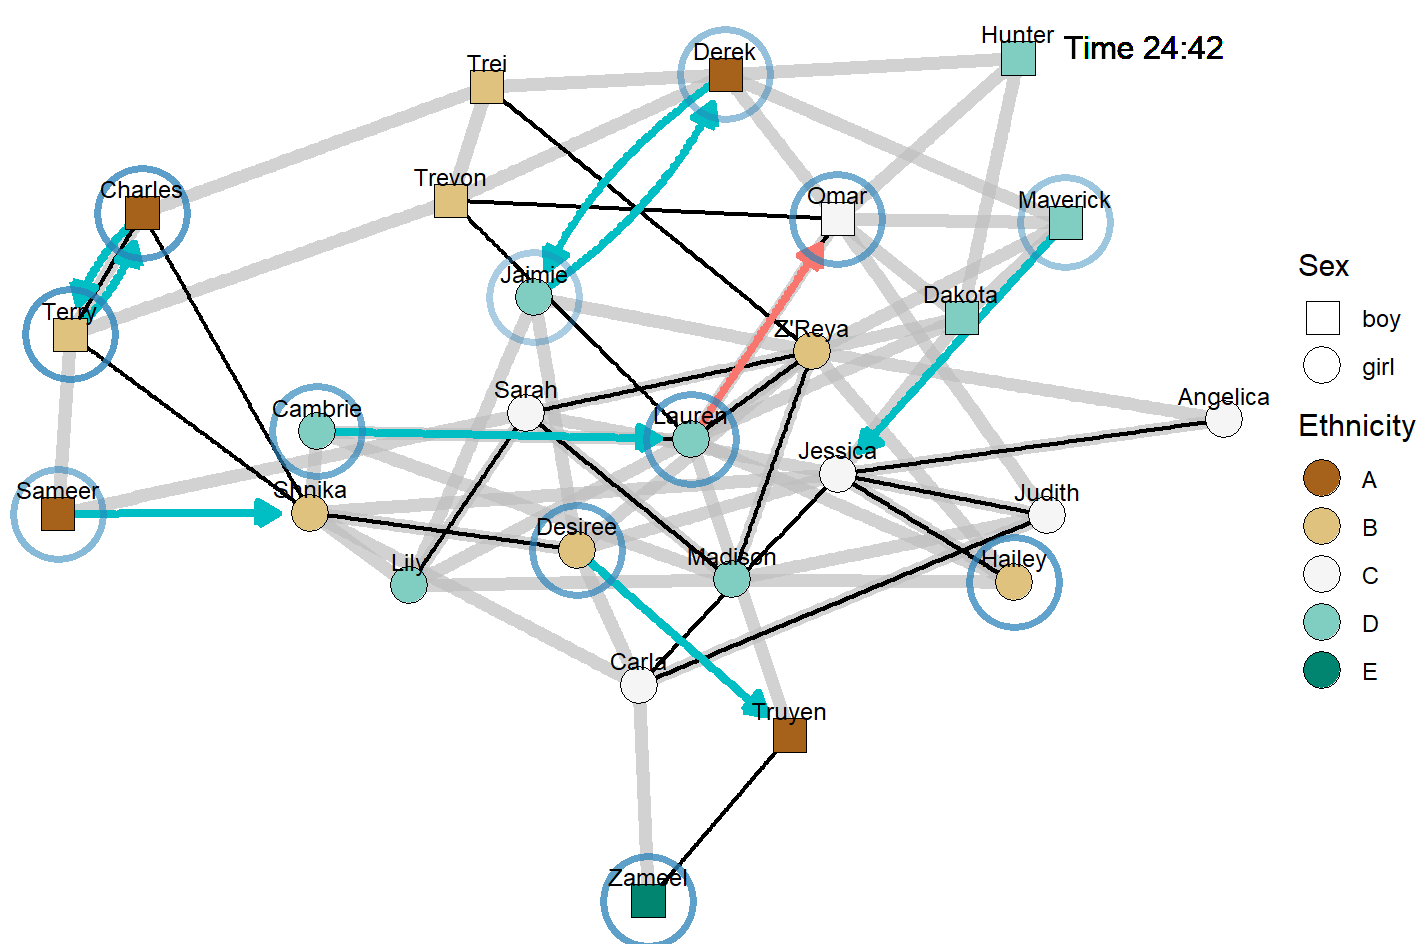 Hunter
Time 24:42
Derek
Trei
Trevon
Charles
Omar
Maverick
Jaimie
Dakota
Terry
Z'Reya
Sarah
Angelica
Cambrie
Lauren
Jessica
Sameer
Shnika
Judith
Desiree
Lily
Madison
Hailey
Carla
Truyen
Zameel
Sex
boy
girl
Ethnicity
A
B
C
D
E